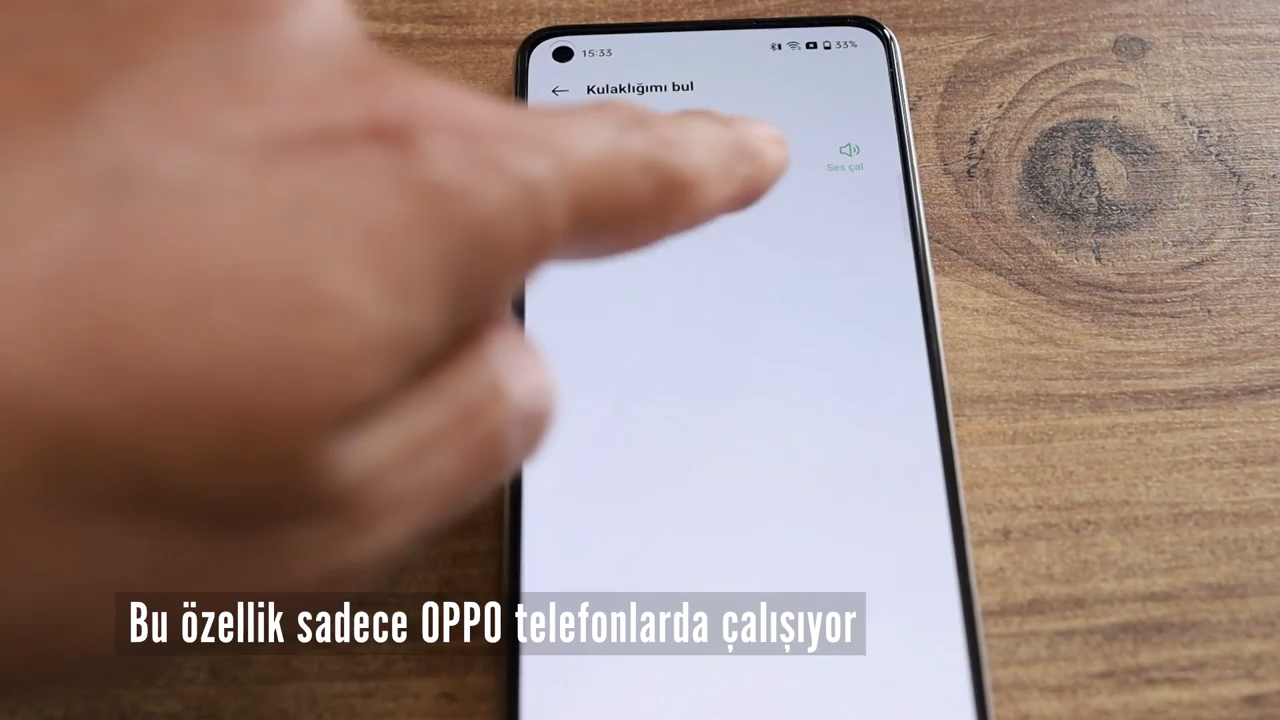 15:33
33%
Kulaklığımı bul
Ses çal
Bu özellik sadece OPPO telefonlarda çalışıyor